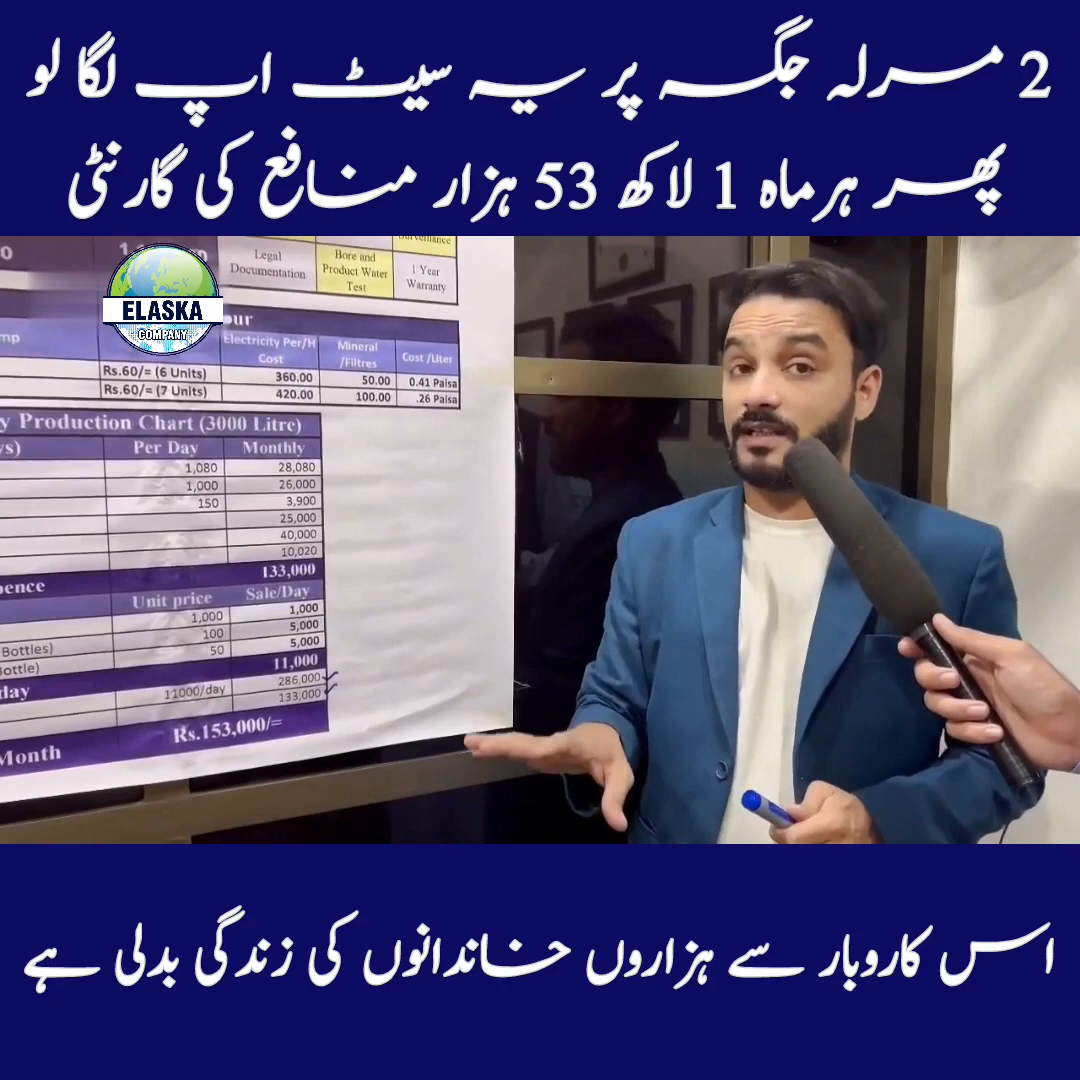 2 مرلہ جگہ پر یہ سیٹ اپ لگا لو
پھر ہر ماہ 1 لاکھ 53 ہزار منافع کی گارنٹی
Legal Documentation
Bore and Product Water Test
1 Year Warranty
ELASKA
COMPANY
our
Electricity Per/H Cost
Mineral /Filtres
Cost /Liter
Rs.60/= (6 Units) 360.00 50.00 0.41 Paisa
Rs.60/= (7 Units) 420.00 100.00 .26 Paisa
y Production Chart (3000 Litre)
ys) Per Day Monthly
1,080 28,080
1,000 26,000
150 3,900
25,000
40,000
10,020
pence 133,000
Unit price Sale/Day
1,000 1,000
100 5,000
Bottles) 50 5,000
ottle) 11,000
day 11000/day 286,000
133,000
Month Rs.153,000/=
اس کاروبار سے ہزاروں خاندانوں کی زندگی بدلی ہے